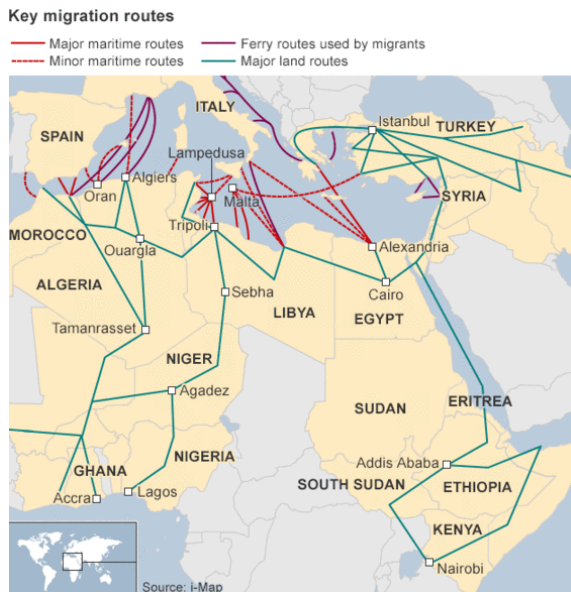 Key migration routes
Major maritime routes
Ferry routes used by migrants
Minor maritime routes
Major land routes
ITALY
Istanbul
TURKEY
SPAIN
Lampedusa
Algiers
Oran
Malta
SYRIA
Tripoli
MOROCCO
Ouargla
Alexandria
ALGERIA
Sebha
Cairo
LIBYA
EGYPT
Tamanrasset
NIGER
Agadez
ERITREA
SUDAN
NIGERIA
Addis Ababa
GHANA
SOUTH SUDAN
ETHIOPIA
Accra
Lagos
KENYA
Nairobi
Source: i-Map